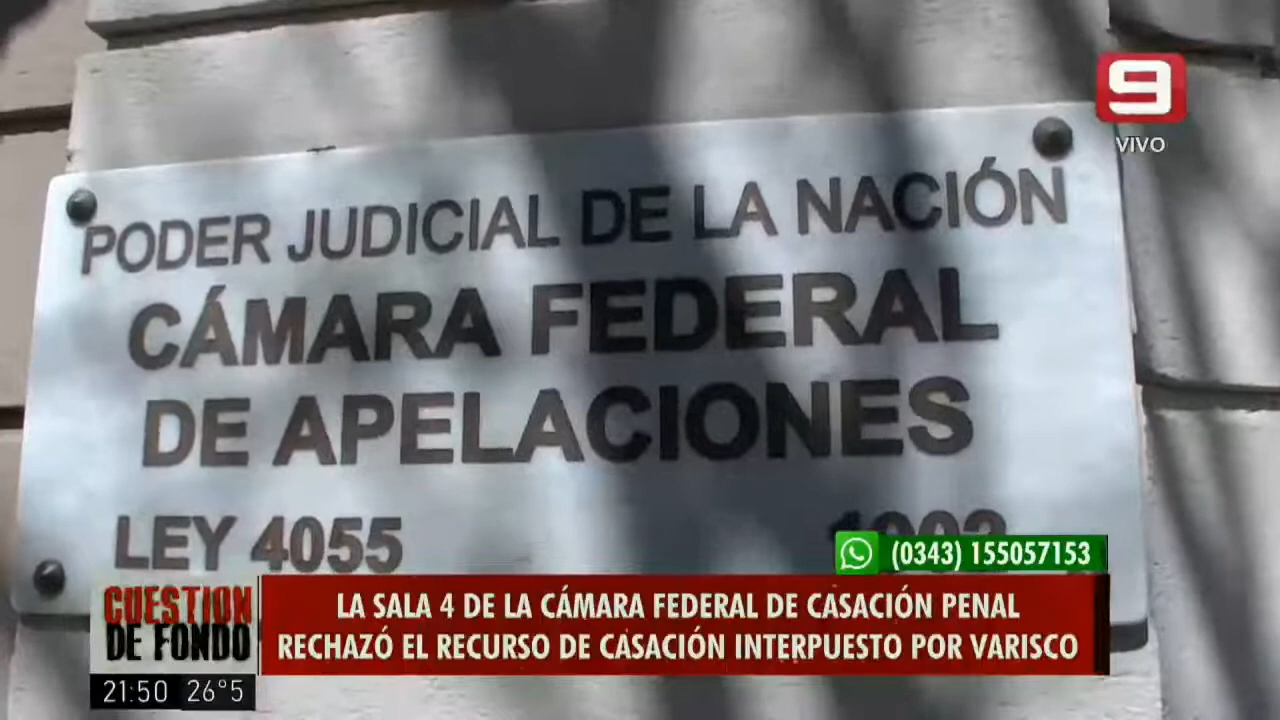 9
VIVO
PODER JUDICIAL DE LA NACIÓN
CÁMARA FEDERAL
DE APELACIONES
LEY 4055
(0343) 155057153
CUESTION
DE FONDO
LA SALA 4 DE LA CÁMARA FEDERAL DE CASACIÓN PENAL
RECHAZÓ EL RECURSO DE CASACIÓN INTERPUESTO POR VARISCO
21:50 26°5